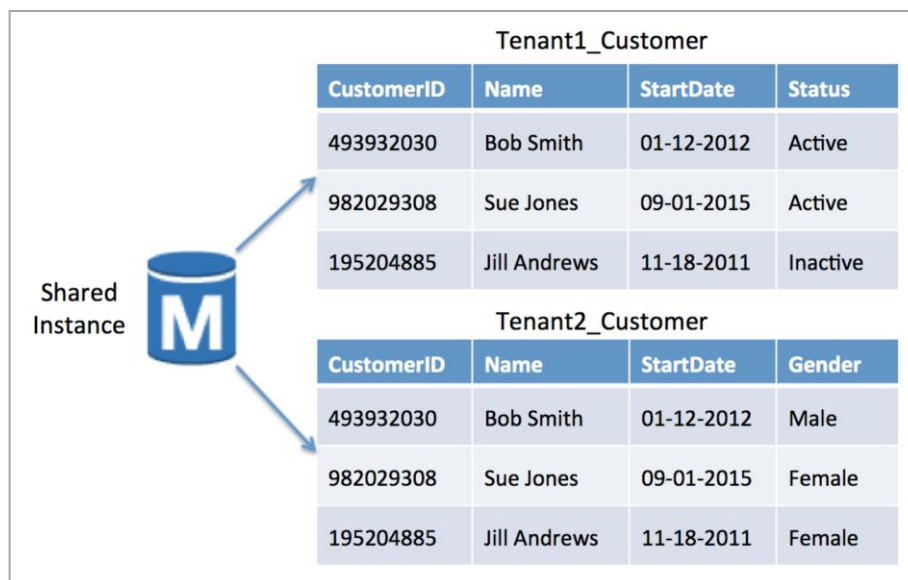 Tenant1_Customer
CustomerID Name StartDate Status
493932030 Bob Smith 01-12-2012 Active
982029308 Sue Jones 09-01-2015 Active
195204885 Jill Andrews 11-18-2011 Inactive
Shared
Instance
M
Tenant2_Customer
CustomerID Name StartDate Gender
493932030 Bob Smith 01-12-2012 Male
982029308 Sue Jones 09-01-2015 Female
195204885 Jill Andrews 11-18-2011 Female